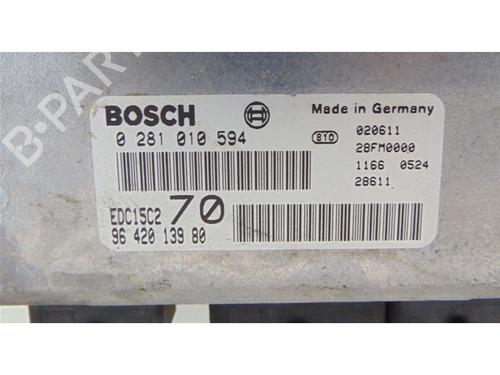 BOSCH
Made in Germany
0 281 010 594
810
020611
28FM0000
1166 0524
28611
EDC15C2 70
96 420 139 80
B-PARTS